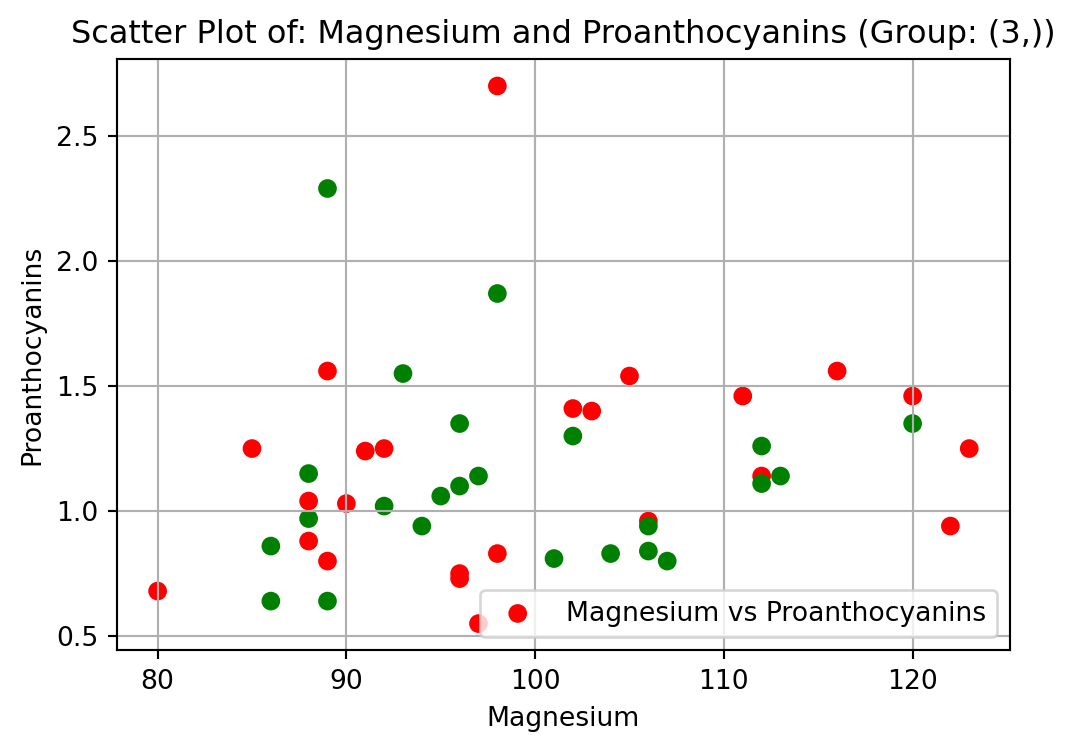 Scatter Plot of: Magnesium and Proanthocyanins (Group: (3,))
Proanthocyanins
2.5
2.0
1.5
1.0
0.5
Magnesium vs Proanthocyanins
80 90 100 110 120
Magnesium